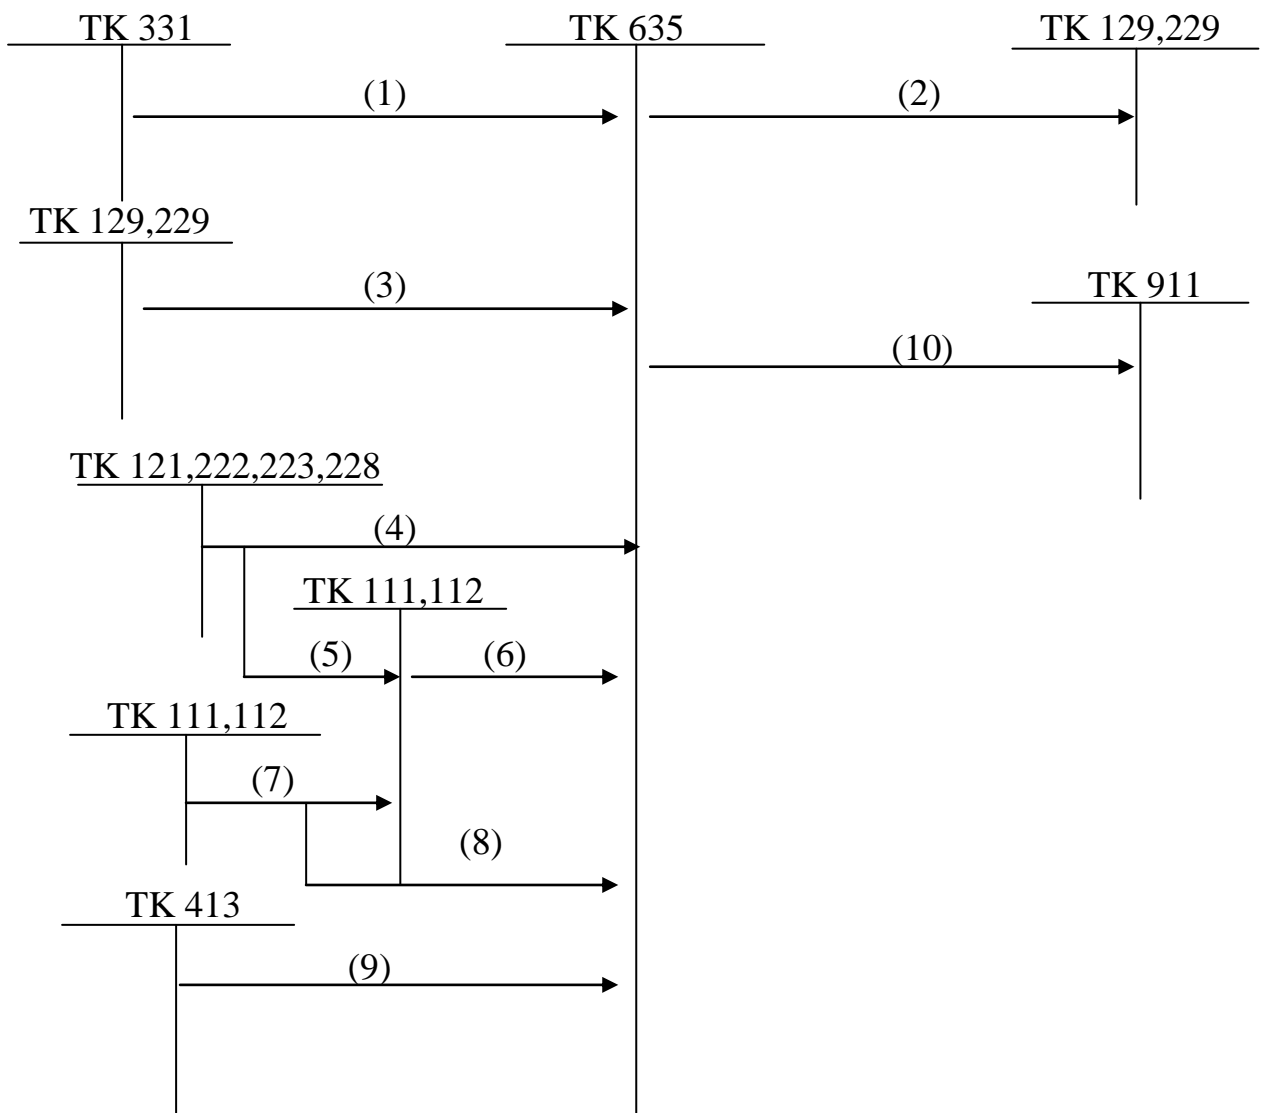 TK 331
TK 635
TK 129,229
(1)
(2)
TK 129,229
(3)
TK 911
(10)
TK 121,222,223,228
(4)
TK 111,112
(5)
(6)
TK 111,112
(7)
(8)
TK 413
(9)